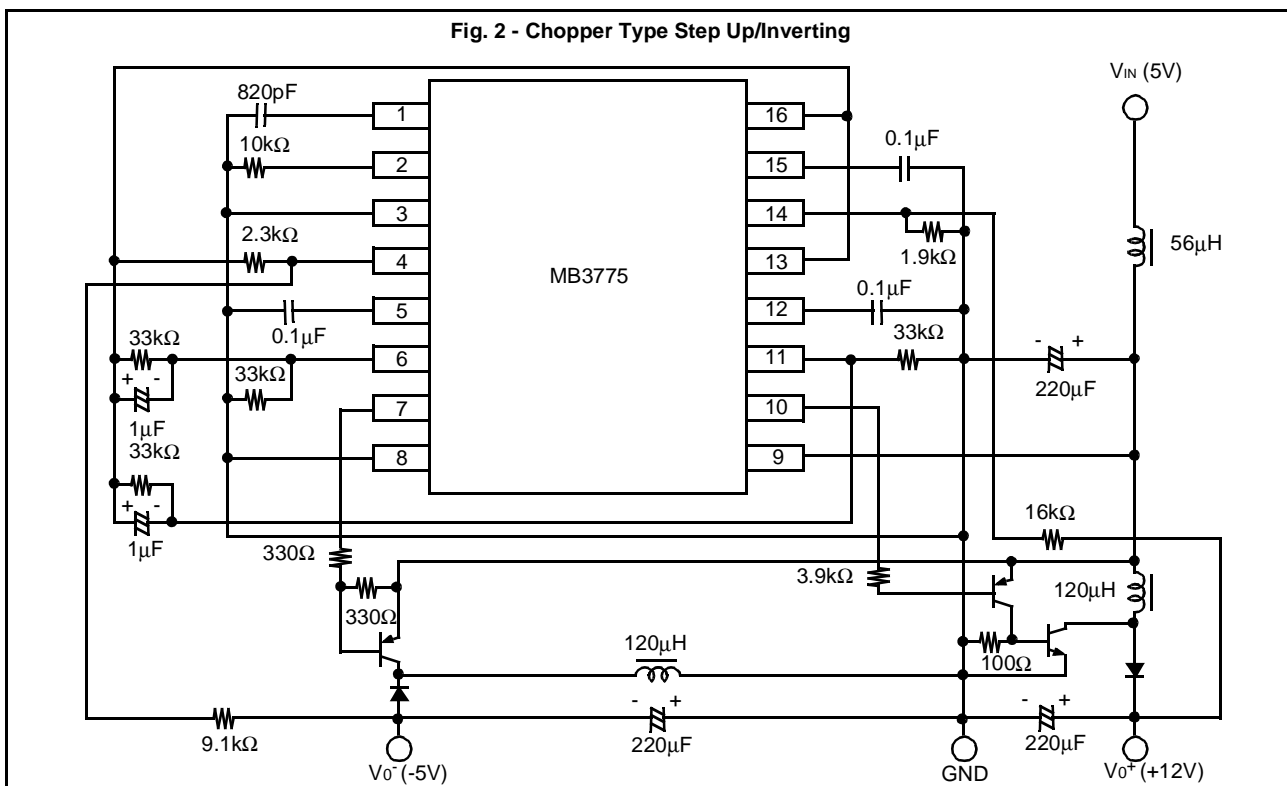 Fig. 2 - Chopper Type Step Up/Inverting
VIN (5V)
820pF
1
16
10kΩ
0.1µF
2
15
3
14
2.3kΩ
1.9kΩ
56µH
4
13
MB3775
0.1µF
5
12
0.1µF
33kΩ
33kΩ
6
11
- +
220µF
33kΩ
+ -
1µF
7
10
33kΩ
8
9
+ -
1µF
16kΩ
330Ω
3.9kΩ
330Ω
120µH
120µH
100Ω
- +
- +
9.1kΩ
220µF
220µF
V0- (-5V)
GND
V0+ (+12V)